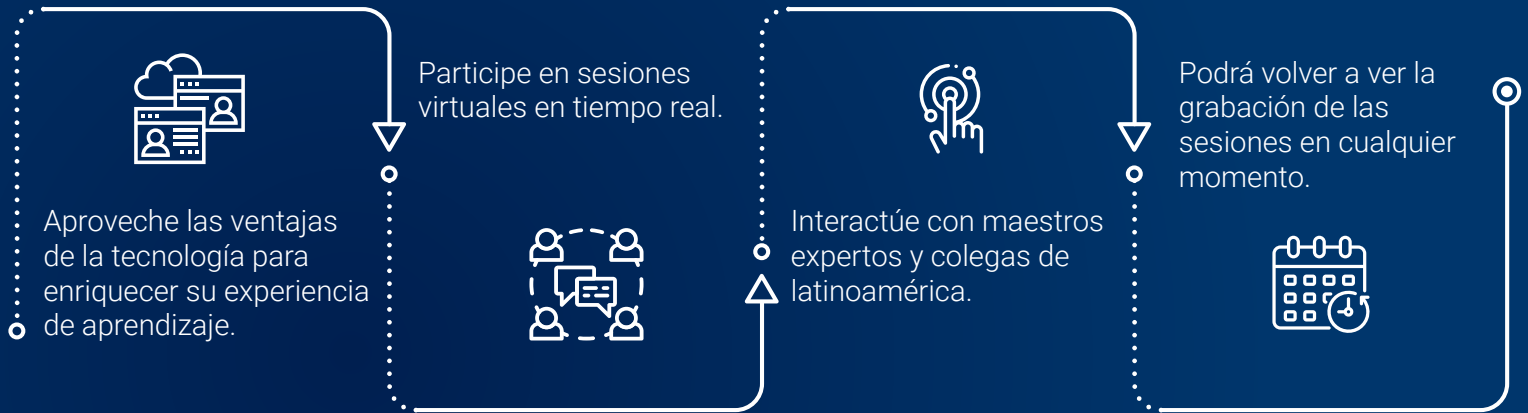 Aproveche las ventajas
de la tecnología para
enriquecer su experiencia
de aprendizaje.
Participe en sesiones
virtuales en tiempo real.
Interactúe con maestros
expertos y colegas de
latinoamérica.
Podrá volver a ver la
grabación de las
sesiones en cualquier
momento.